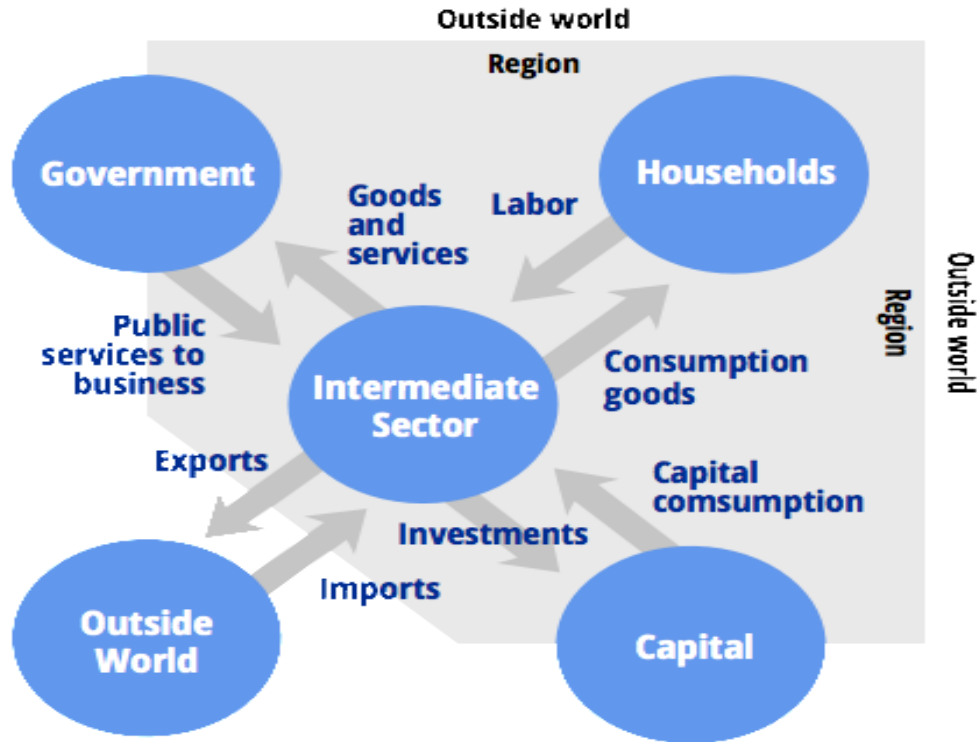 Outside world
Region
Government
Households
Goods
and
services
Labor
Outside world
Region
Public
services to
business
Intermediate
Sector
Consumption
goods
Exports
Capital
comsumption
Investments
Imports
Outside
World
Capital